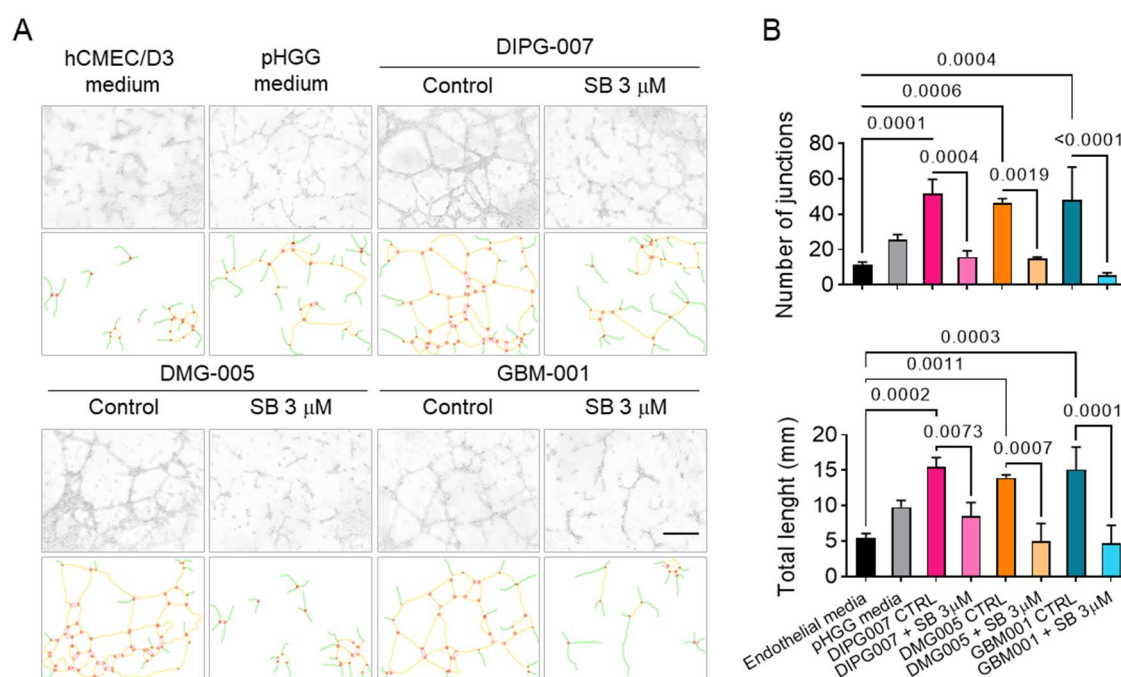 A
hCMEC/D3
medium
pHGG
medium
DIPG-007
Control
SB 3 μM
DMG-005
GBM-001
Control
SB 3 μM
Control
SB 3 μM
B
0.0004
0.0006
0.0001
<0.0001
0.0004
0.0019
Number of junctions
80
60
40
20
0
0.0003
0.0011
0.0002
0.0001
0.0073
0.0007
Total lenght (mm)
20
15
10
5
0
Endothelial media
pHGG media
DIPG007 CTRL
DIPG007 + SB 3μM
DMG005 CTRL
DMG005 + SB 3μM
GBM001 CTRL
GBM001 + SB 3μM